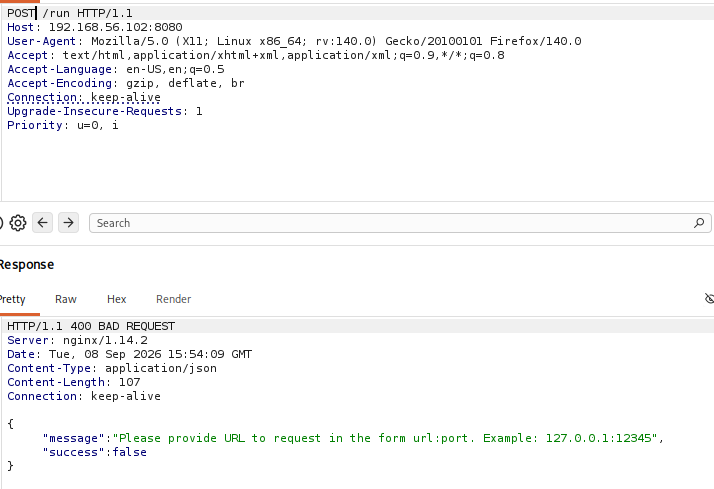 POST /run HTTP/1.1
Host: 192.168.56.102:8080
User-Agent: Mozilla/5.0 (X11; Linux x86_64; rv:140.0) Gecko/20100101 Firefox/140.0
Accept: text/html,application/xhtml+xml,application/xml;q=0.9,*/*;q=0.8
Accept-Language: en-US,en;q=0.5
Accept-Encoding: gzip, deflate, br
Connection: keep-alive
Upgrade-Insecure-Requests: 1
Priority: u=0, i
Search
Response
Pretty Raw Hex Render
HTTP/1.1 400 BAD REQUEST
Server: nginx/1.14.2
Date: Tue, 08 Sep 2026 15:54:09 GMT
Content-Type: application/json
Content-Length: 107
Connection: keep-alive
{
"message":"Please provide URL to request in the form url:port. Example: 127.0.0.1:12345",
"success":false
}